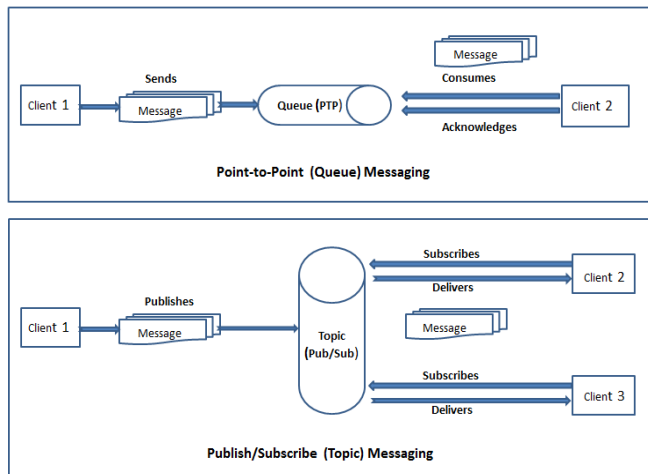 Message
Sends
Consumes
Client 1
Message
Queue (PTP)
Client 2
Acknowledges
Point-to-Point (Queue) Messaging
Subscribes
Client 2
Delivers
Publishes
Client 1
Message
Topic
(Pub/Sub)
Message
Subscribes
Client 3
Delivers
Publish/Subscribe (Topic) Messaging